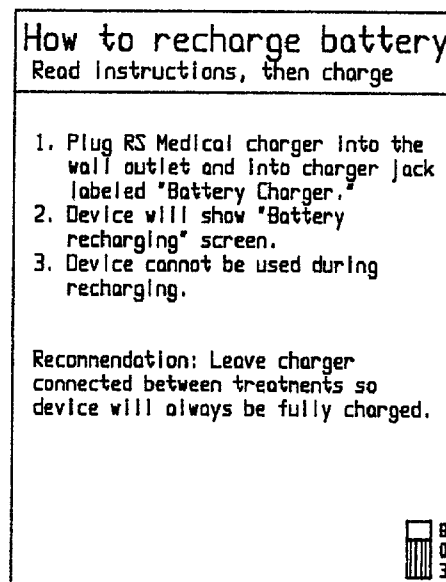 How to recharge battery
Read instructions, then charge
1. Plug RS Medical charger into the
wall outlet and into charger jack
labeled "Battery Charger."
2. Device will show "Battery
recharging" screen.
3. Device cannot be used during
recharging.
Recommendation: Leave charger
connected between treatments so
device will always be fully charged.